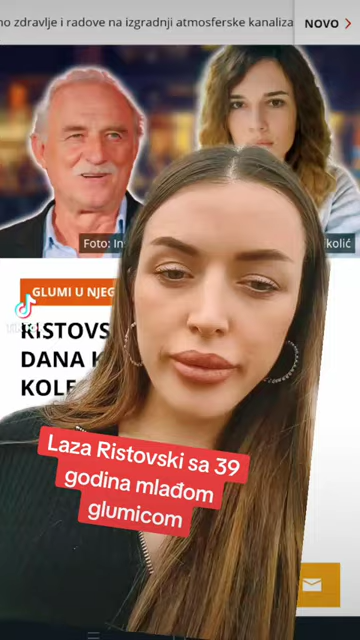 no zdravlje i radove na izgradnji atmosferske kanaliza
NOVO
Foto: In
kolić
GLUMI U NJEG
TikTok
RISTOVS
DANA K
KOLE
Laza Ristovski sa 39
godina mlađom
glumicom